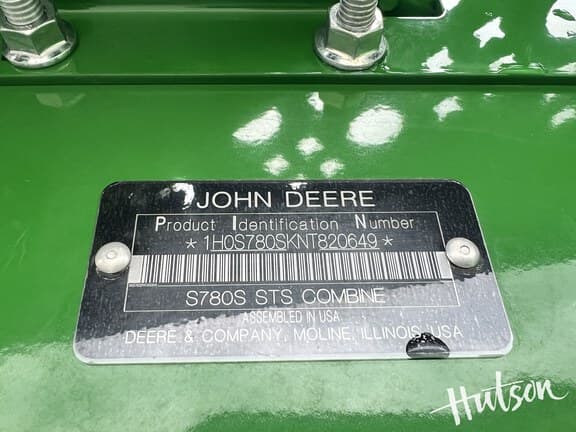 JOHN DEERE
Product Identification Number
* 1H0S780SKNT820649 *
S780S STS COMBINE
ASSEMBLED IN USA
DEERE & COMPANY, MOLINE, ILLINOIS, USA
Hutson